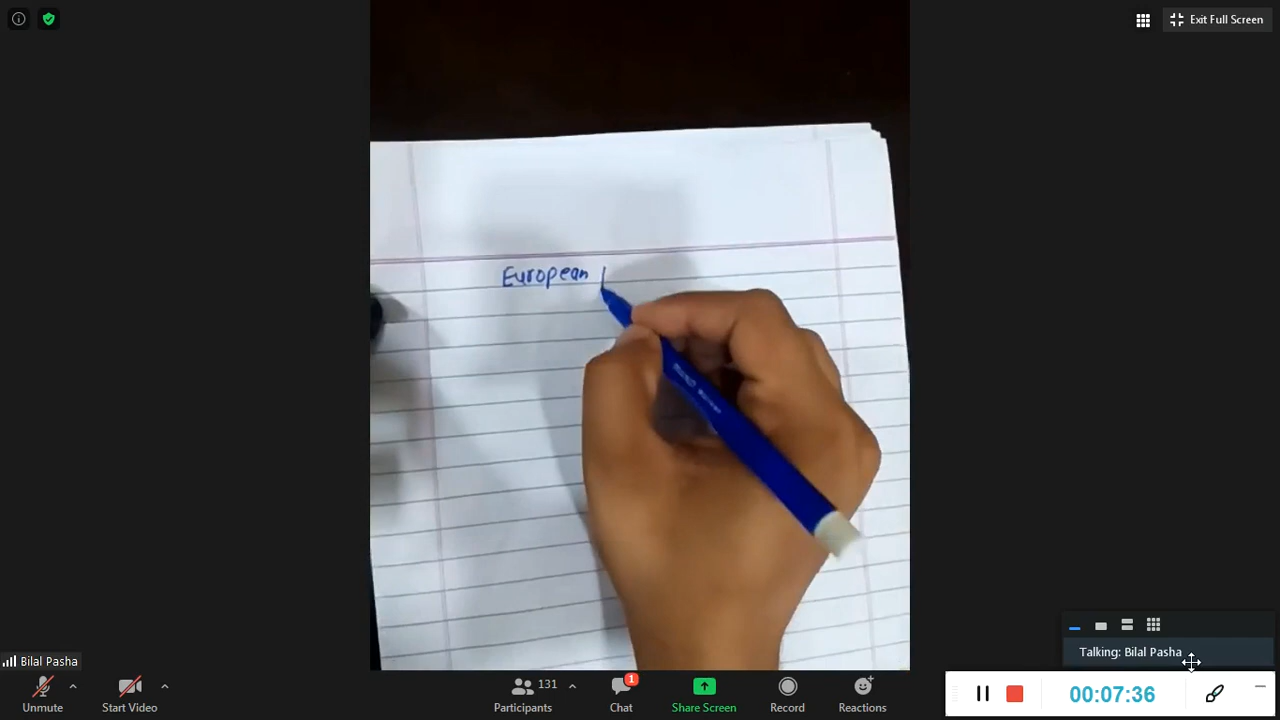 Exit Full Screen
European
Talking: Bilal Pasha
Bilal Pasha
Unmute
Start Video
131
Participants
1
Chat
Share Screen
Record
Reactions
00:07:36